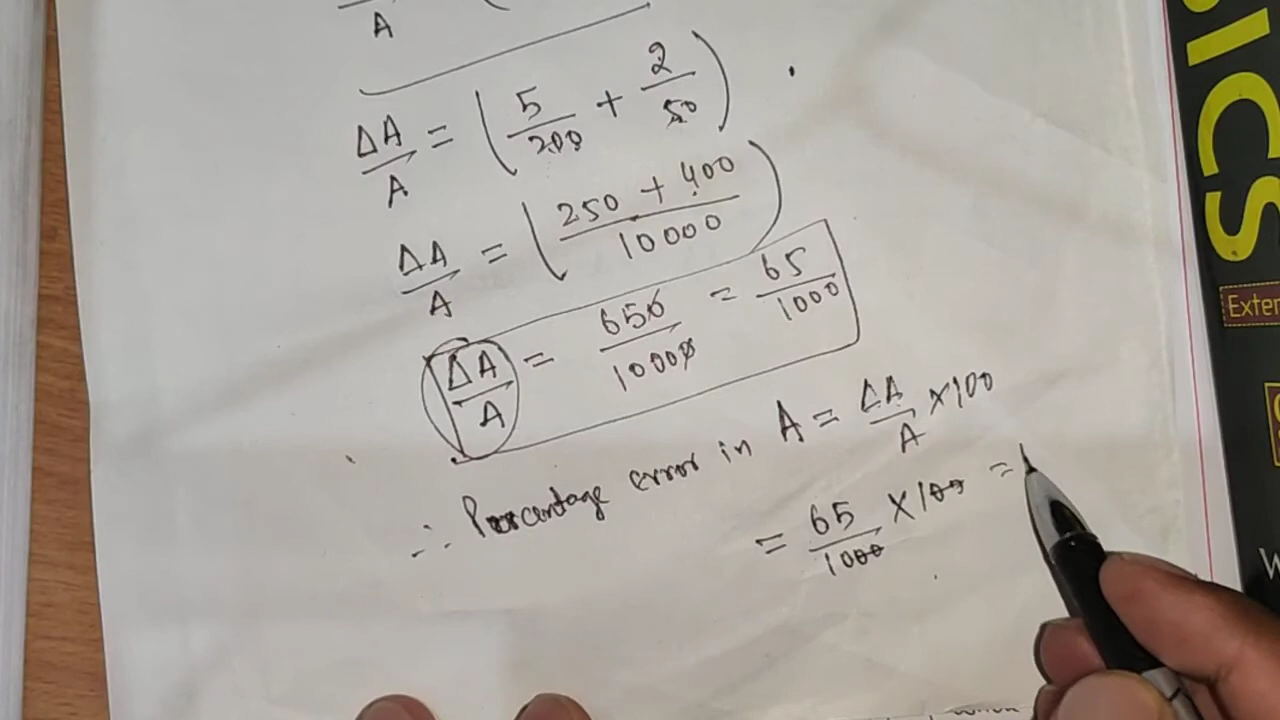 A
ΔA/A = (5/200 + 2/50)
ΔA/A = (250 + 400/10000)
ΔA/A = 650/10000 = 65/1000
∴ Percentage error in A = ΔA/A × 100
= 65/1000 × 100 =
ICS
Exter
W